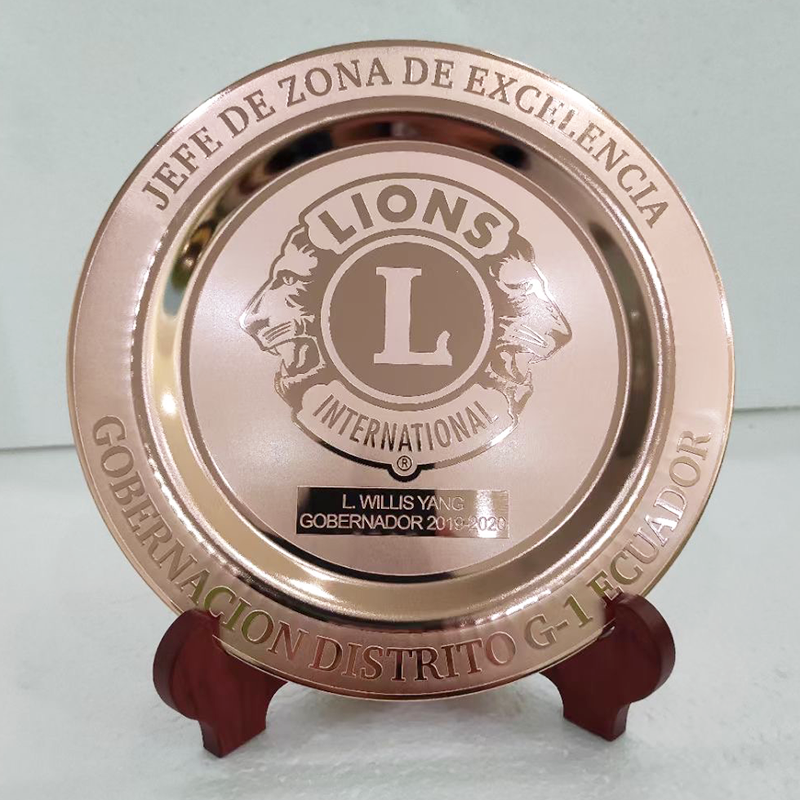 JEFE DE ZONA DE EXCELENCIA
LIONS
L
INTERNATIONAL
®
L. WILLIS YANG
GOBERNADOR 2019-2020
GOBERNACION DISTRITO G-1 ECUADOR